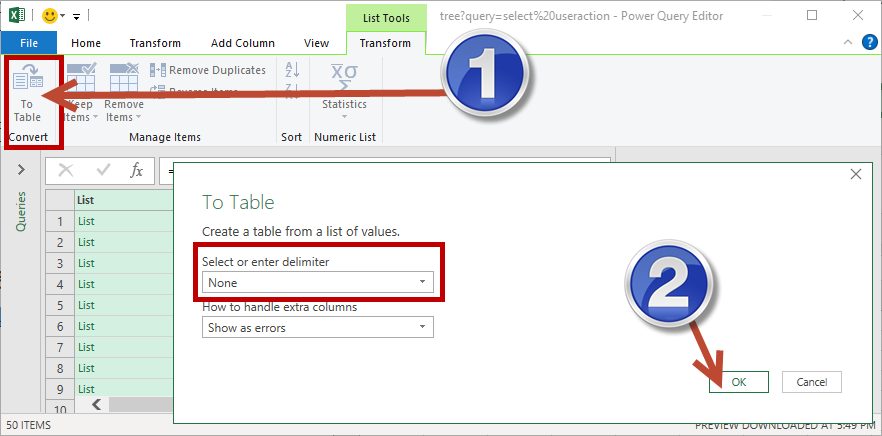 List Tools
tree?query=select%20useraction - Power Query Editor
File Home Transform Add Column View Transform
To Table
Keep Items
Remove Items
Remove Duplicates
Reverse Items
A Z
Z A
X̄σ
Σ
Statistics
Convert Manage Items Sort Numeric List
1
Queries
fx =
List
1 List
2 List
3 List
4 List
5 List
6 List
7 List
8 List
9 List
10
To Table
Create a table from a list of values.
Select or enter delimiter
None
How to handle extra columns
Show as errors
2
OK Cancel
50 ITEMS PREVIEW DOWNLOADED AT 5:49 PM